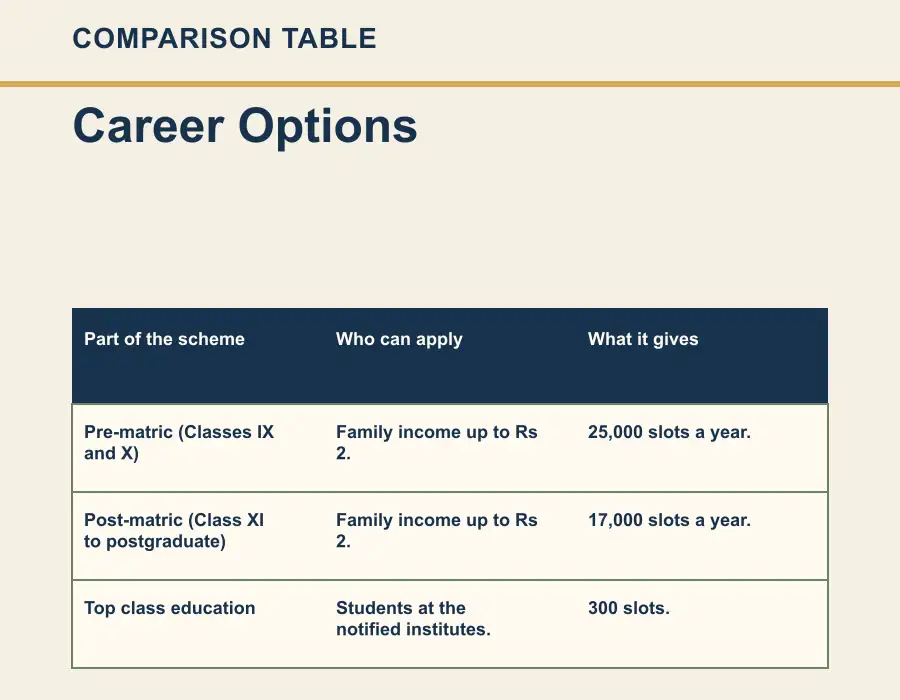 COMPARISON TABLE
Career Options
Part of the scheme
Who can apply
What it gives
Pre-matric (Classes IX
and X)
Family income up to Rs
2.
25,000 slots a year.
Post-matric (Class XI
to postgraduate)
Family income up to Rs
2.
17,000 slots a year.
Top class education
Students at the
notified institutes.
300 slots.